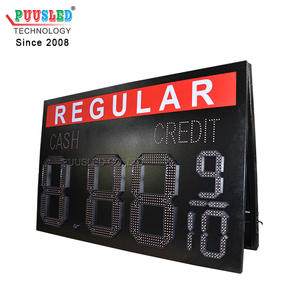 PUUSLED
TECHNOLOGY
Since 2008
REGULAR
CASH CREDIT
8.88 9/10